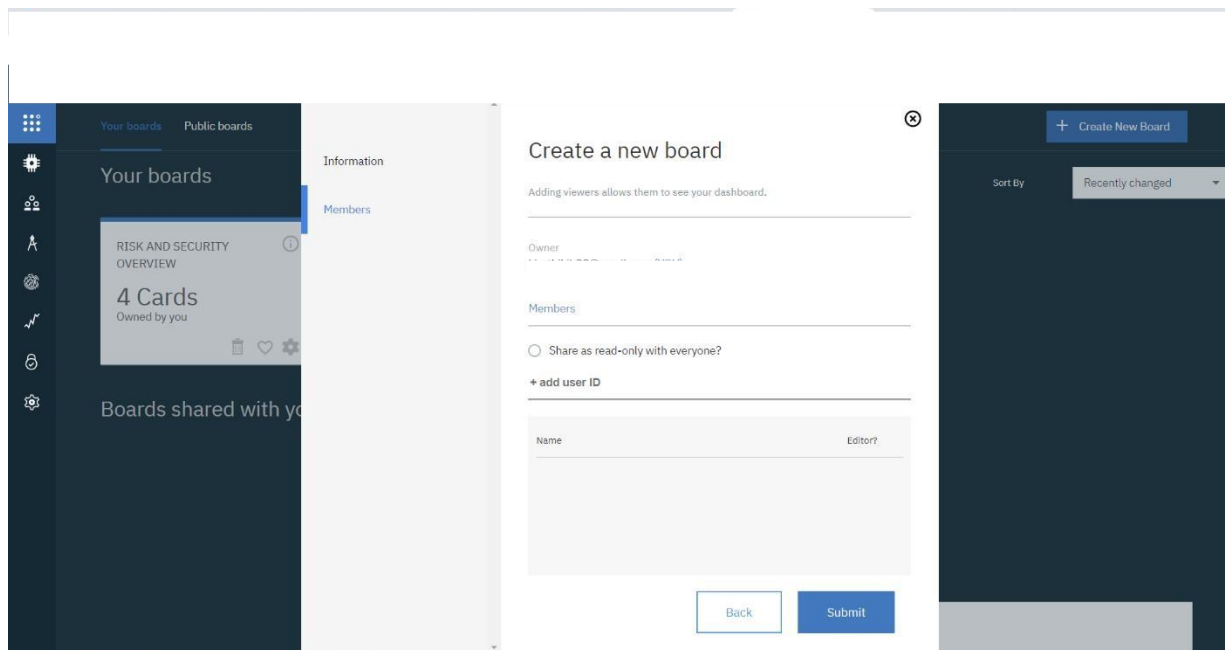 Your boards
Public boards
Your boards
RISK AND SECURITY
OVERVIEW
4 Cards
Owned by you
Boards shared with yo
Information
Members
Create a new board
Adding viewers allows them to see your dashboard.
Owner
Members
Share as read-only with everyone?
+ add user ID
Name
Editor?
Back
Submit
+ Create New Board
Sort By
Recently changed